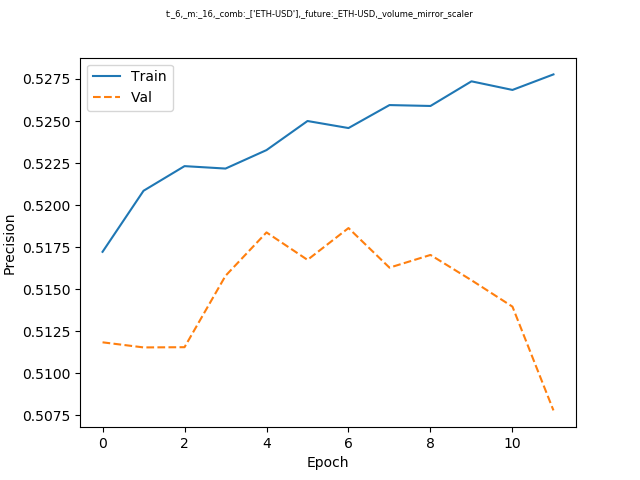 t:_6,_m:_16,_comb:_['ETH-USD'],_future:_ETH-USD,_volume_mirror_scaler
Train
Val
0.5275
0.5250
0.5225
0.5200
0.5175
0.5150
0.5125
0.5100
0.5075
Precision
0 2 4 6 8 10
Epoch